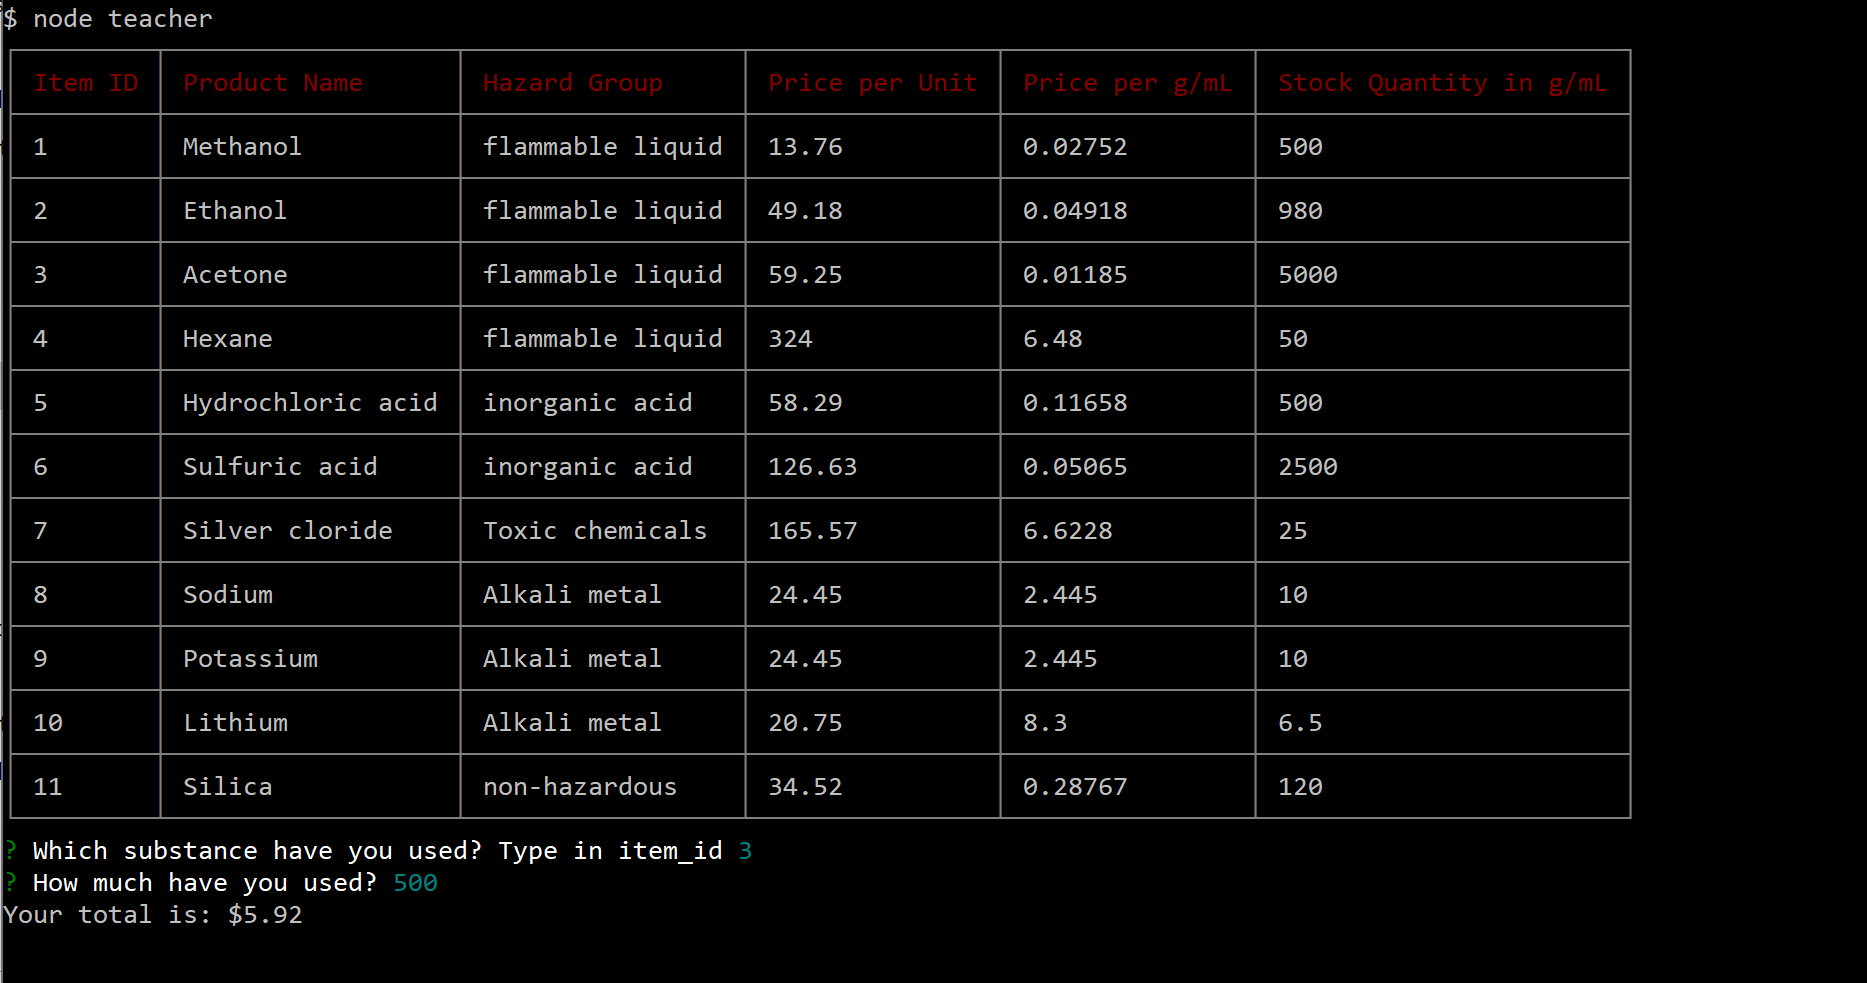 $ node teacher
Item ID Product Name Hazard Group Price per Unit Price per g/mL Stock Quantity in g/mL
1 Methanol flammable liquid 13.76 0.02752 500
2 Ethanol flammable liquid 49.18 0.04918 980
3 Acetone flammable liquid 59.25 0.01185 5000
4 Hexane flammable liquid 324 6.48 50
5 Hydrochloric acid inorganic acid 58.29 0.11658 500
6 Sulfuric acid inorganic acid 126.63 0.05065 2500
7 Silver cloride Toxic chemicals 165.57 6.6228 25
8 Sodium Alkali metal 24.45 2.445 10
9 Potassium Alkali metal 24.45 2.445 10
10 Lithium Alkali metal 20.75 8.3 6.5
11 Silica non-hazardous 34.52 0.28767 120
? Which substance have you used? Type in item_id 3
? How much have you used? 500
Your total is: $5.92